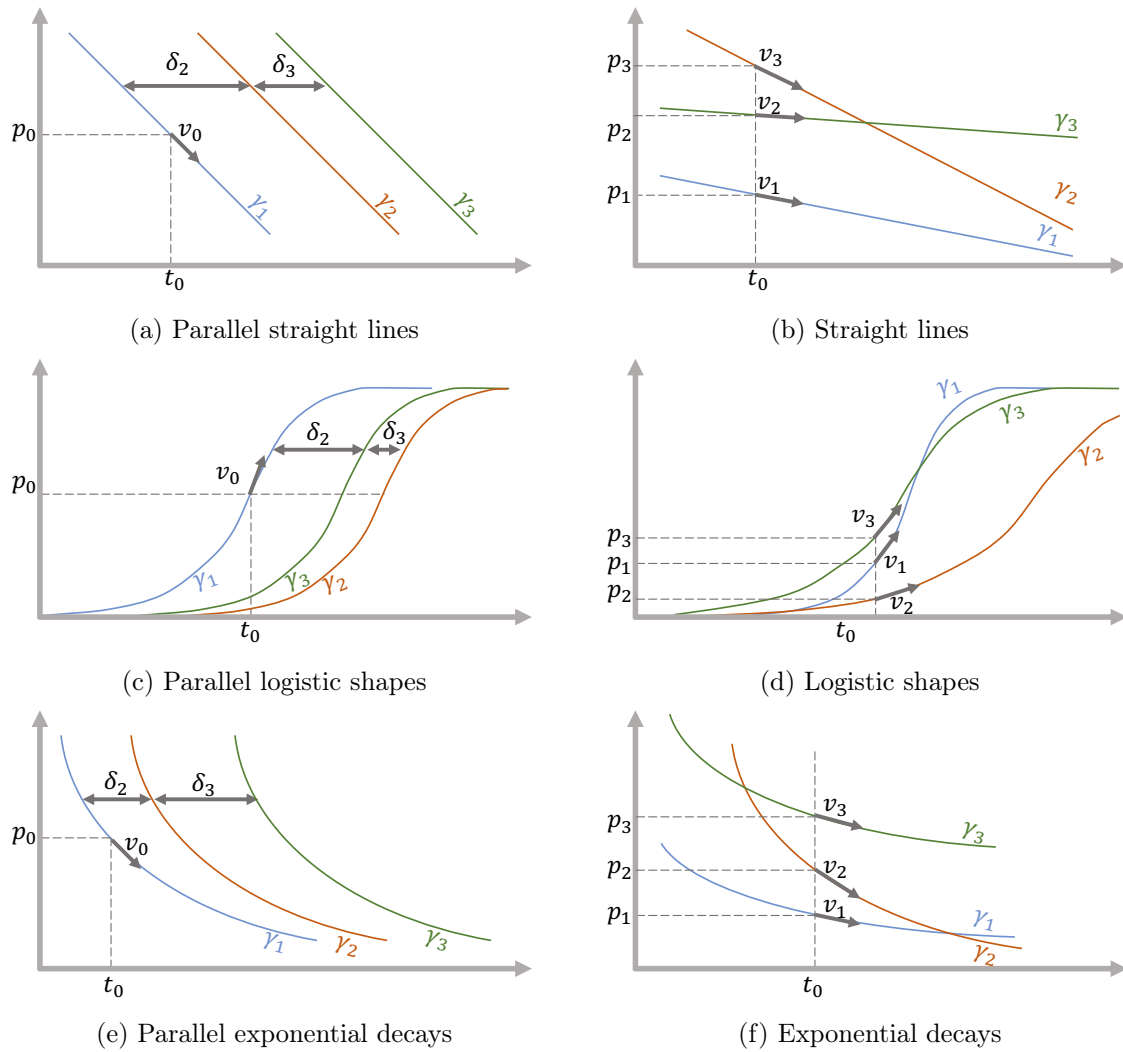 δ₂ δ₃
v₀
p₀
γ₁ γ₂ γ₃
t₀
(a) Parallel straight lines
p₃ v₃
v₂
p₂ γ₃
p₁ v₁
γ₂
γ₁
t₀
(b) Straight lines
δ₂ δ₃
v₀
p₀
γ₁ γ₃ γ₂
t₀
(c) Parallel logistic shapes
γ₁
γ₃
γ₂
v₃
p₃
p₁ v₁
p₂ v₂
t₀
(d) Logistic shapes
δ₂ δ₃
p₀ v₀
γ₁ γ₂ γ₃
t₀
(e) Parallel exponential decays
v₃
p₃ γ₃
p₂ v₂
p₁ v₁ γ₁
γ₂
t₀
(f) Exponential decays